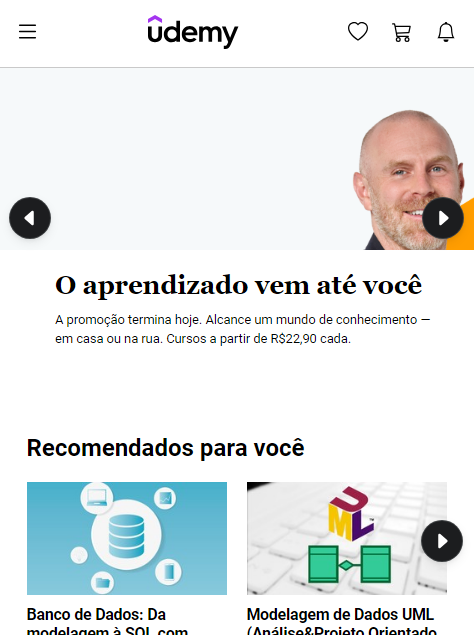 udemy
O aprendizado vem até você
A promoção termina hoje. Alcance um mundo de conhecimento —
em casa ou na rua. Cursos a partir de R$22,90 cada.
Recomendados para você
UML
Banco de Dados: Da
modelagem à SQL com
Modelagem de Dados UML
(Análise&Projeto Orientado